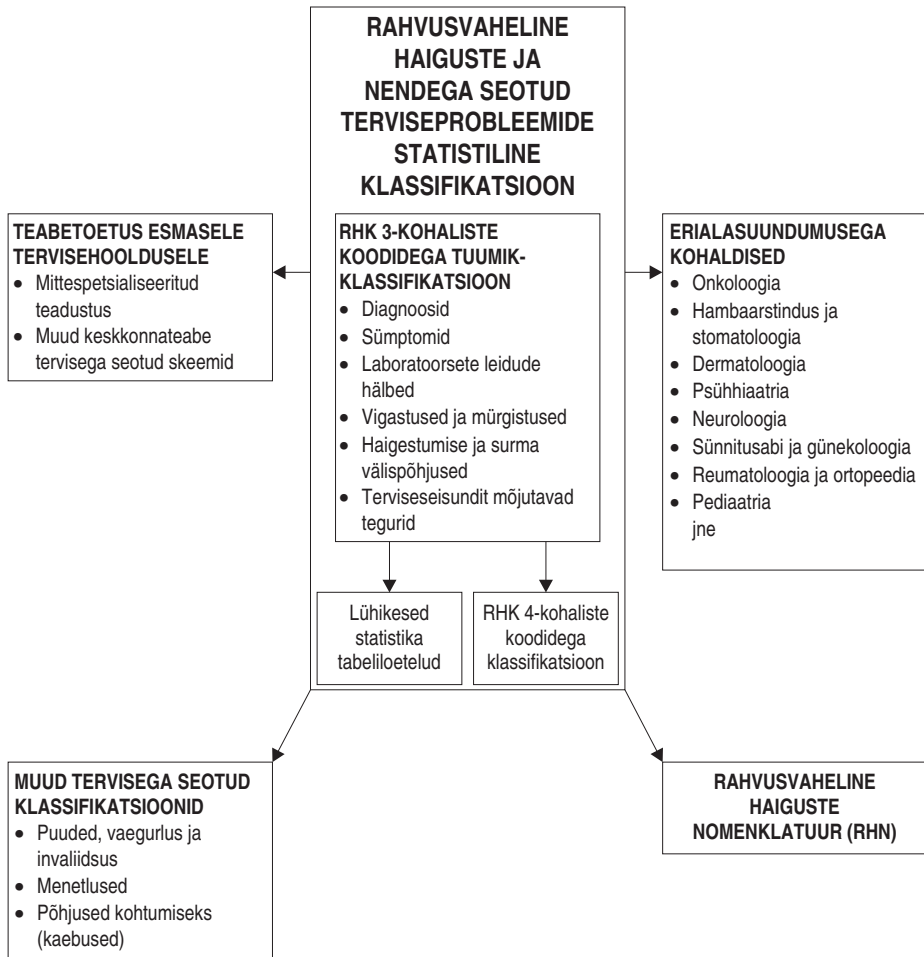 RAHVUSVAHELINE
HAIGUSTE JA
NENDEGA SEOTUD
TERVISEPROBLEEMIDE
STATISTILINE
KLASSIFIKATSIOON
TEABETOETUS ESMASELE
TERVISEHOOLDUSELE
• Mittespetsialiseeritud
teadustus
• Muud keskkonnateabe
tervisega seotud skeemid
RHK 3-KOHALISTE
KOODIDEGA TUUMIK-
KLASSIFIKATSIOON
• Diagnoosid
• Sümptomid
• Laboratoorsete leidude
hälbed
• Vigastused ja mürgistused
• Haigestumise ja surma
välispõhjused
• Terviseseisundit mõjutavad
tegurid
ERIALASUUNDUMUSEGA
KOHALDISED
• Onkoloogia
• Hambaarstindus ja
stomatoloogia
• Dermatoloogia
• Psühhiaatria
• Neuroloogia
• Sünnitusabi ja günekoloogia
• Reumatoloogia ja ortopeedia
• Pediaatria
jne
Lühikesed
statistika
tabeliloetelud
RHK 4-kohaliste
koodidega
klassifikatsioon
MUUD TERVISEGA SEOTUD
KLASSIFIKATSIOONID
• Puuded, vaegurlus ja
invaliidsus
• Menetlused
• Põhjused kohtumiseks
(kaebused)
RAHVUSVAHELINE
HAIGUSTE
NOMENKLATUUR (RHN)